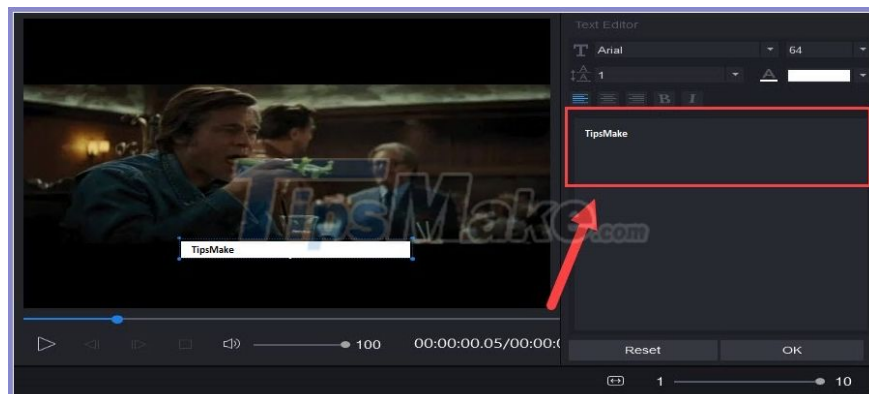 Text Editor
T Arial 64
1 A
B I
TipsMake
TipsMake.com
TipsMake
100 00:00:00.05/00:00:0
Reset OK
1 10